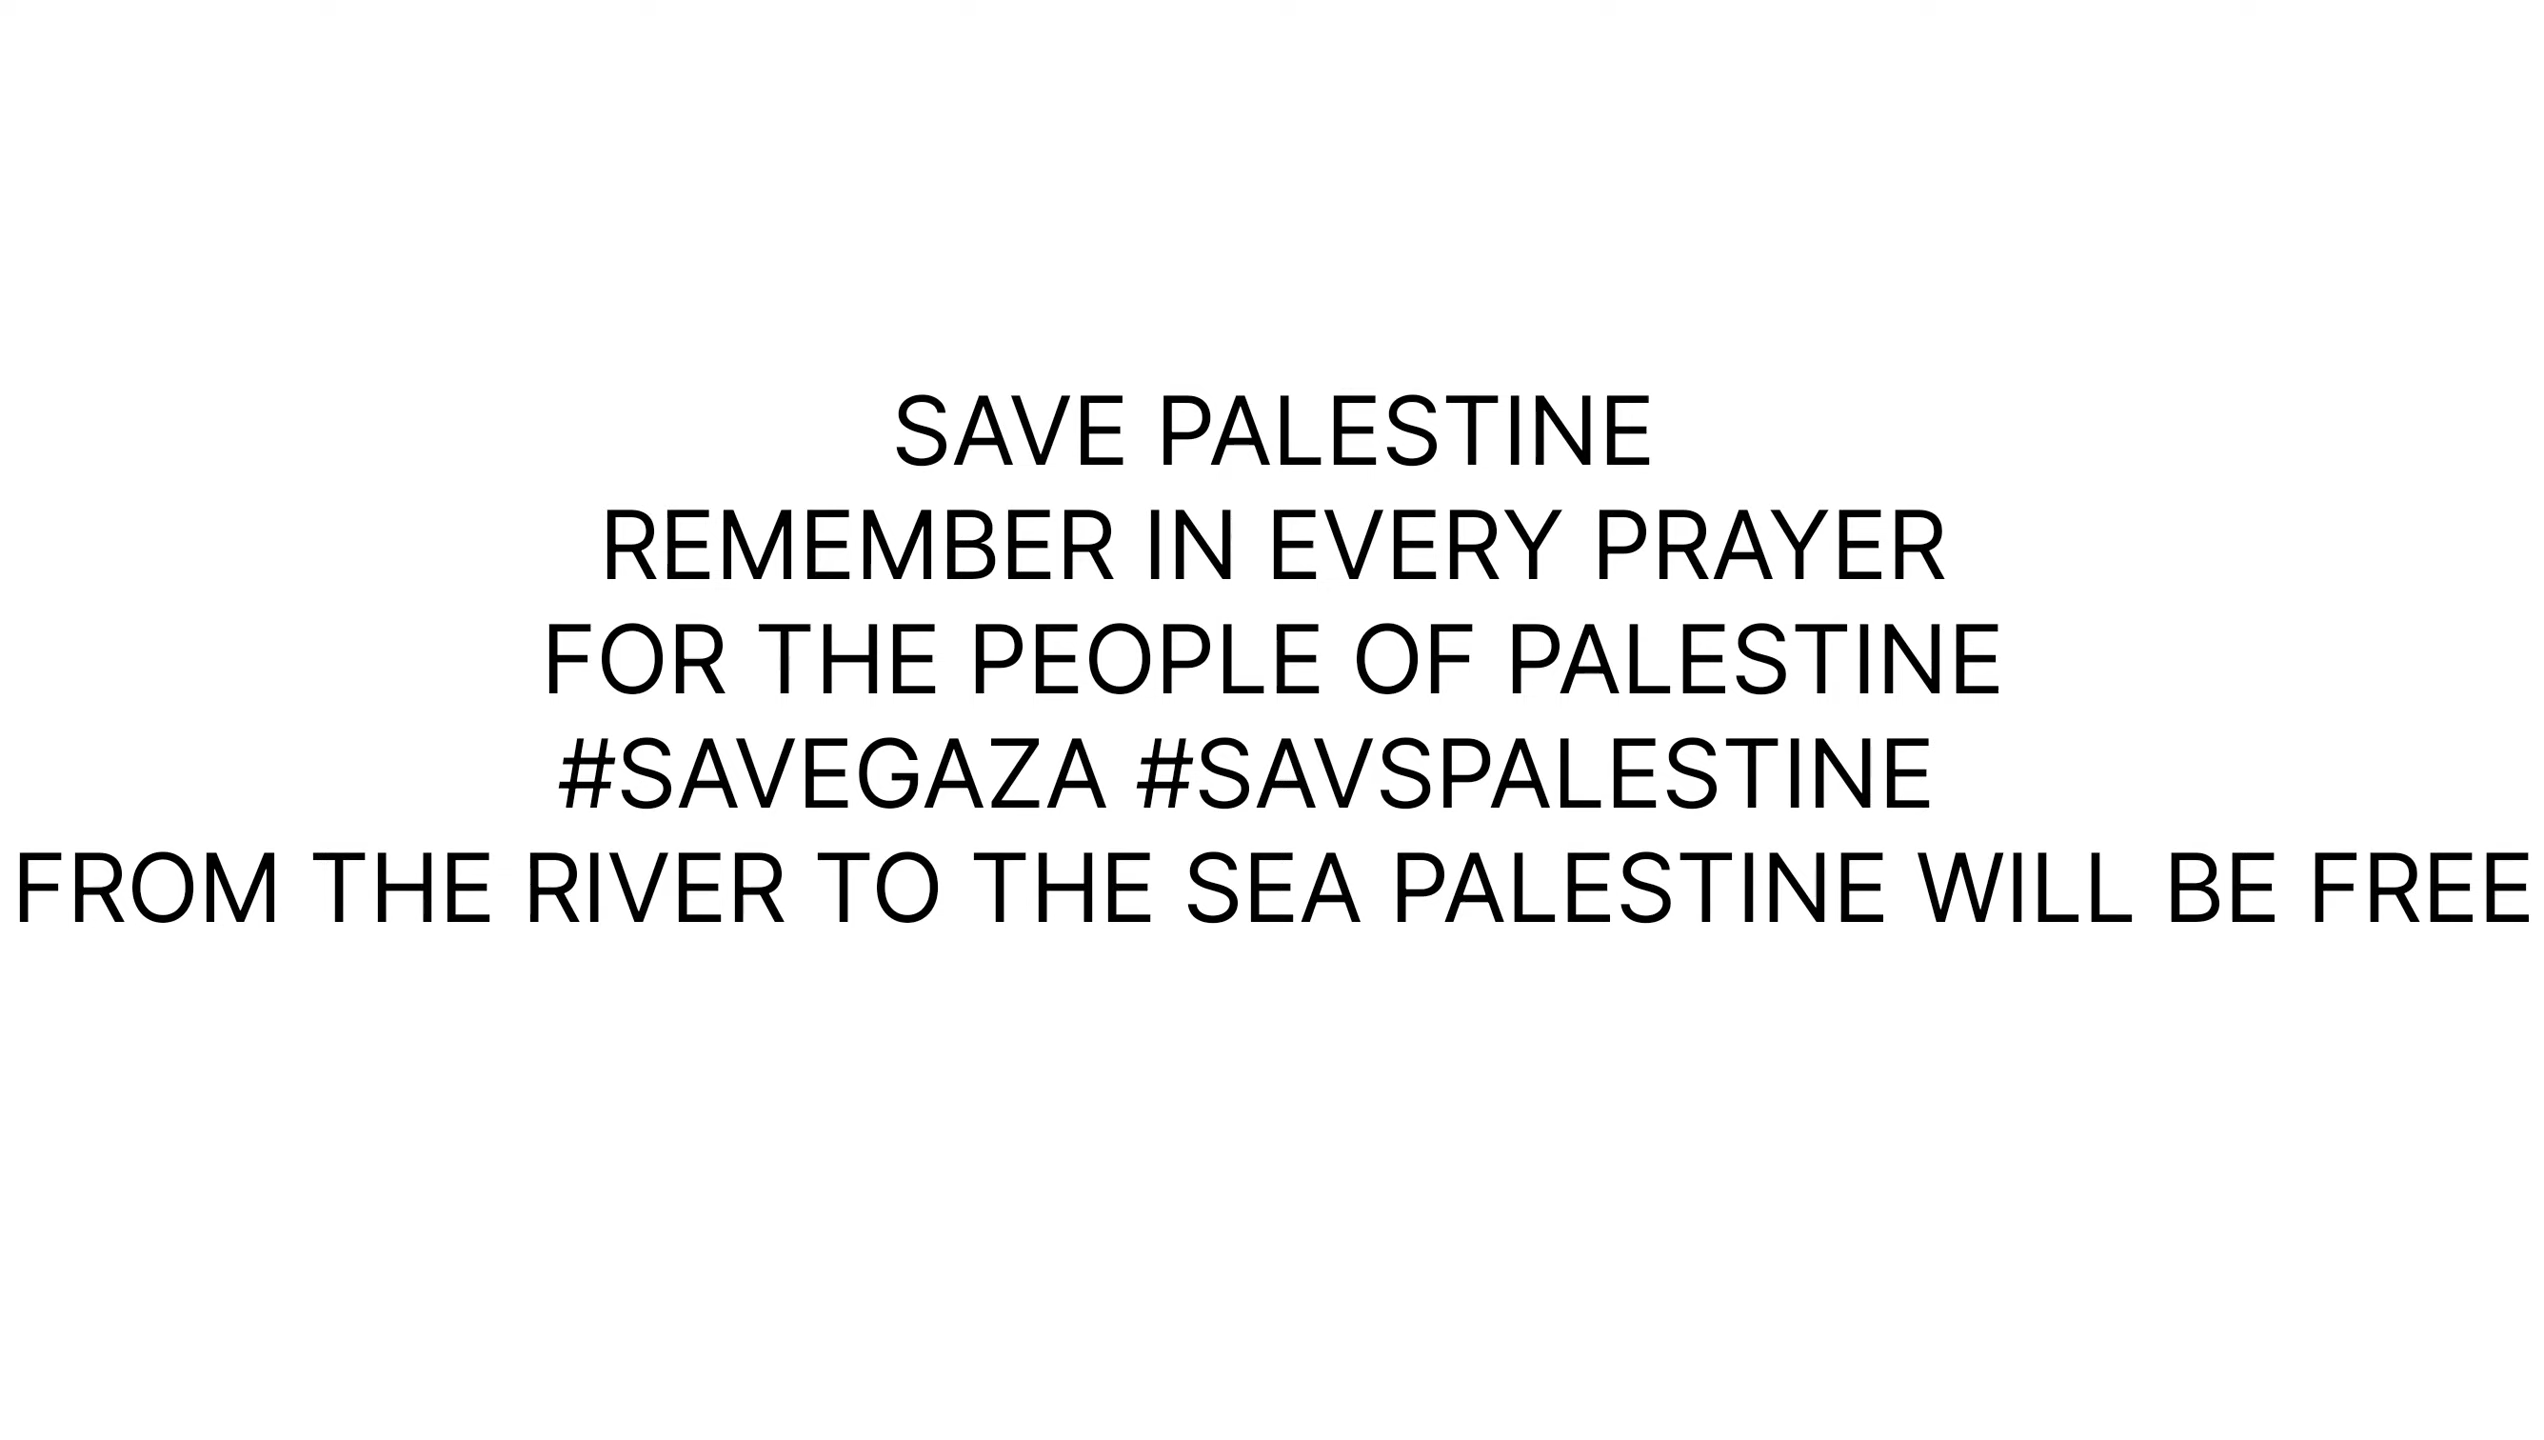 SAVE PALESTINE
REMEMBER IN EVERY PRAYER
FOR THE PEOPLE OF PALESTINE
#SAVEGAZA #SAVSPALESTINE
FROM THE RIVER TO THE SEA PALESTINE WILL BE FREE